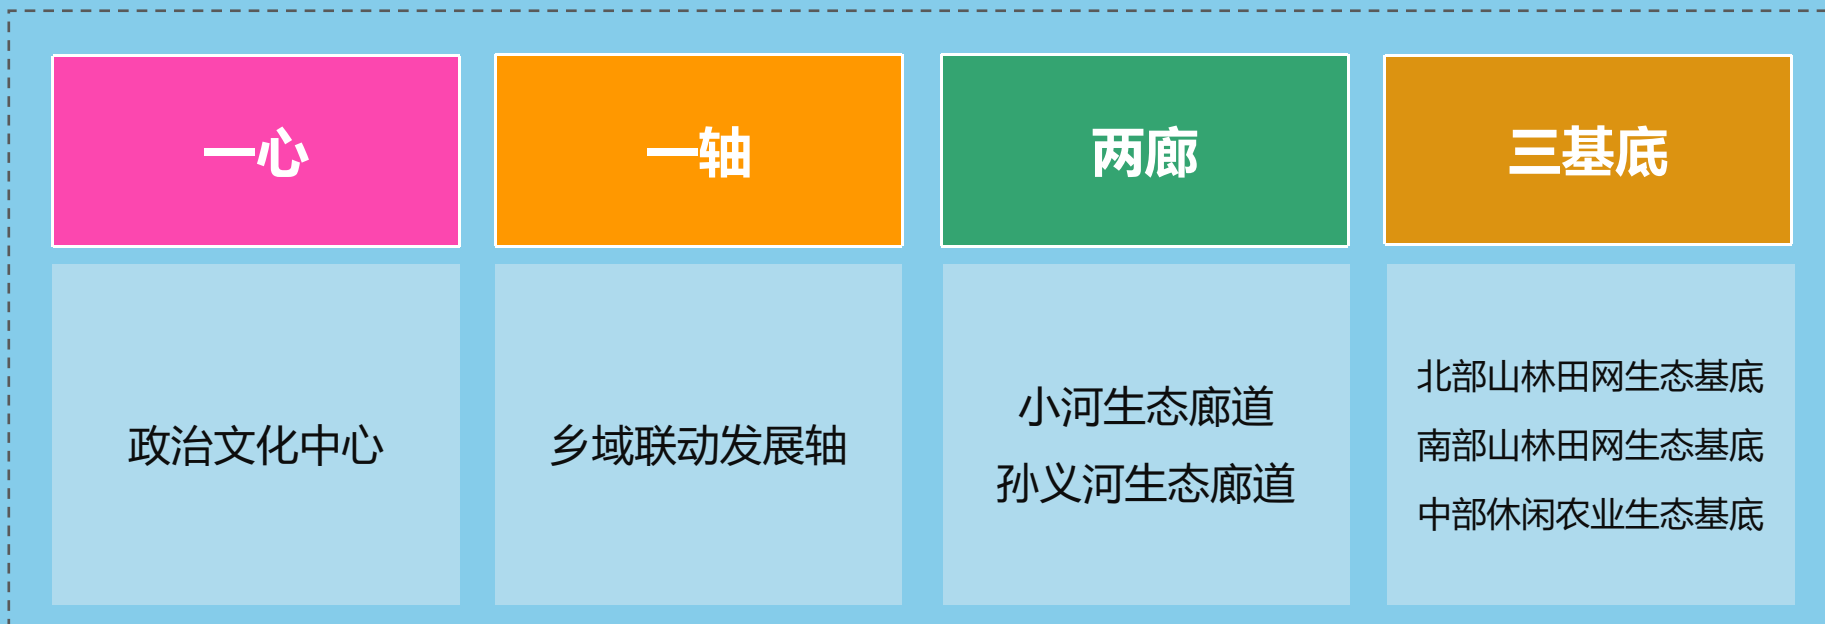 一心
一轴
两廊
三基底
政治文化中心
乡域联动发展轴
小河生态廊道
孙义河生态廊道
北部山林田网生态基底
南部山林田网生态基底
中部休闲农业生态基底